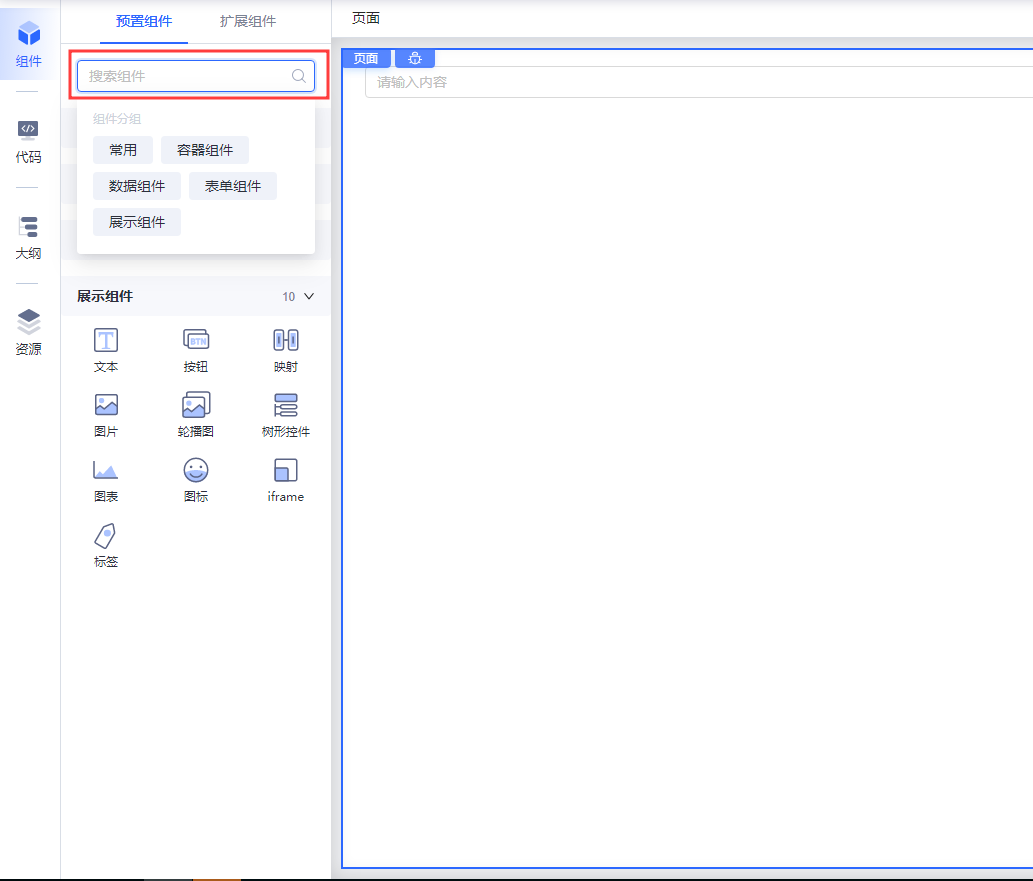 组件
代码
大纲
资源
预置组件 扩展组件
搜索组件
组件分组
常用 容器组件
数据组件 表单组件
展示组件
展示组件 10
T BTN
文本 按钮 映射
图片 轮播图 树形控件
图表 图标 iframe
标签
页面
页面
请输入内容